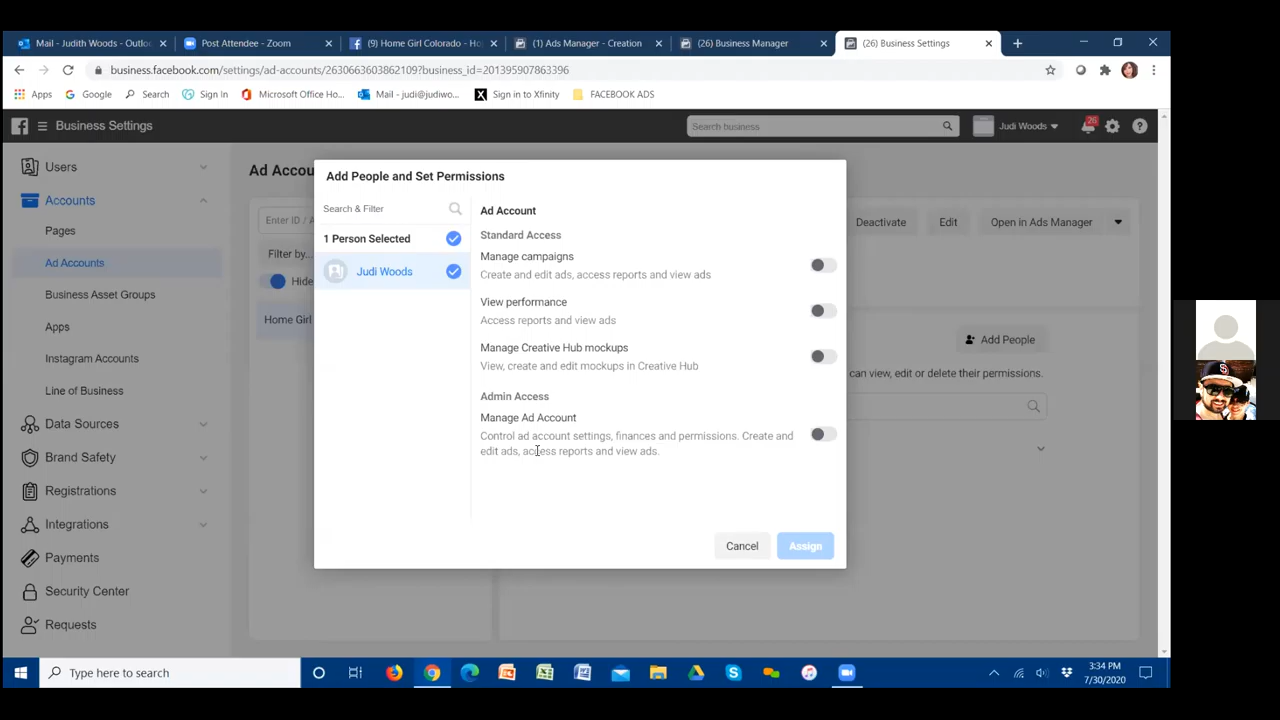 Mail - Judith Woods - Outlo
Post Attendee - Zoom
(9) Home Girl Colorado - Ho
(1) Ads Manager - Creation
(26) Business Manager
(26) Business Settings
business.facebook.com/settings/ad-accounts/2630663603862109?business_id=201395907863396
Apps
Google
Search
Sign In
Microsoft Office Ho...
Mail - judi@judiwo...
Sign in to Xfinity
FACEBOOK ADS
Business Settings
Search business
Judi Woods
26
Users
Accounts
Pages
Ad Accounts
Business Asset Groups
Apps
Instagram Accounts
Line of Business
Data Sources
Brand Safety
Registrations
Integrations
Payments
Security Center
Requests
Ad Accou
Enter ID / A
Filter by...
Hide
Home Girl
Add People and Set Permissions
Search & Filter
1 Person Selected
Judi Woods
Ad Account
Standard Access
Manage campaigns
Create and edit ads, access reports and view ads
View performance
Access reports and view ads
Manage Creative Hub mockups
View, create and edit mockups in Creative Hub
Admin Access
Manage Ad Account
Control ad account settings, finances and permissions. Create and
edit ads, access reports and view ads.
Cancel
Assign
Deactivate
Edit
Open in Ads Manager
Add People
can view, edit or delete their permissions.
Type here to search
3:34 PM
7/30/2020